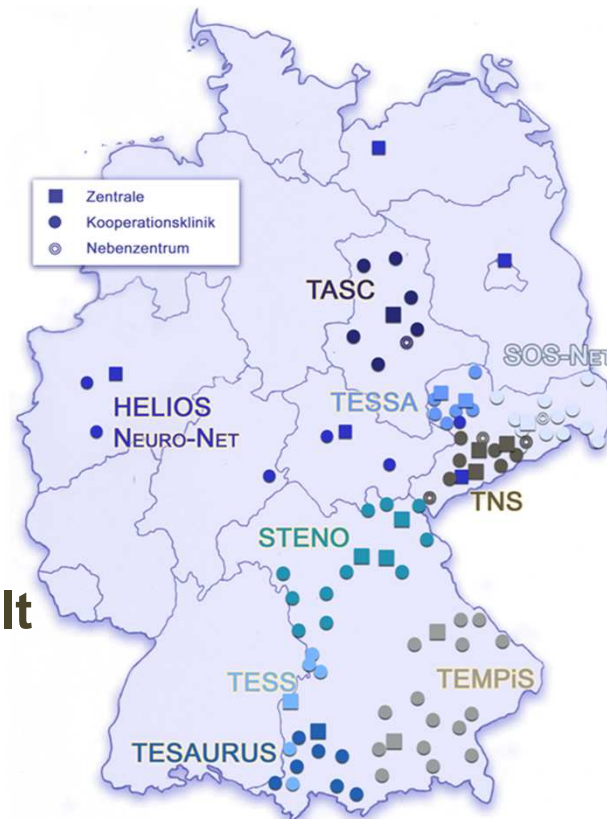 Zentrale
Kooperationsklinik
Nebenzentrum
TASC
SOS-NET
TESSA
HELIOS
NEURO-NET
TNS
STENO
lt
TESS
TEMPiS
TESAURUS